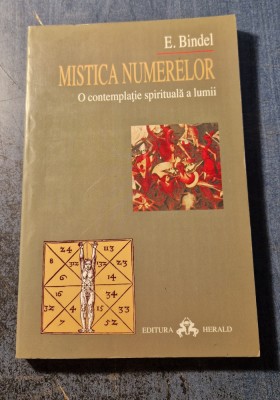 E. Bindel
MISTICA NUMERELOR
O contemplație spirituală a lumii
EDITURA HERALD